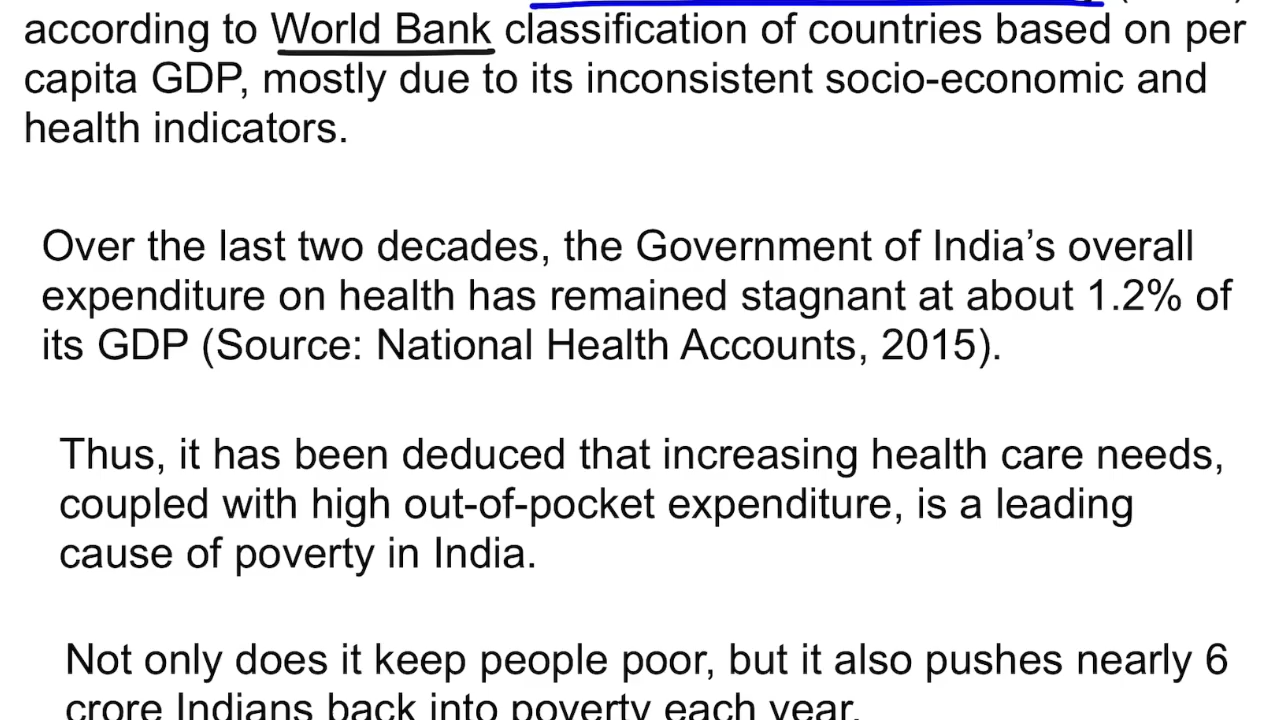 according to World Bank classification of countries based on per
capita GDP, mostly due to its inconsistent socio-economic and
health indicators.
Over the last two decades, the Government of India’s overall
expenditure on health has remained stagnant at about 1.2% of
its GDP (Source: National Health Accounts, 2015).
Thus, it has been deduced that increasing health care needs,
coupled with high out-of-pocket expenditure, is a leading
cause of poverty in India.
Not only does it keep people poor, but it also pushes nearly 6
crore Indians back into poverty each year.